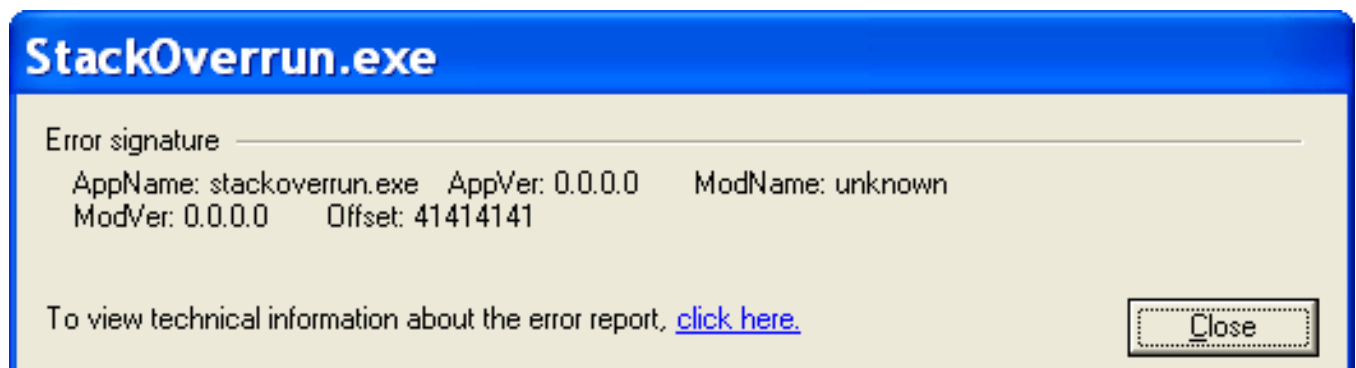 StackOverrun.exe
Error signature
AppName: stackoverrun.exe AppVer: 0.0.0.0 ModName: unknown
ModVer: 0.0.0.0 Offset: 41414141
To view technical information about the error report, click here.
Close